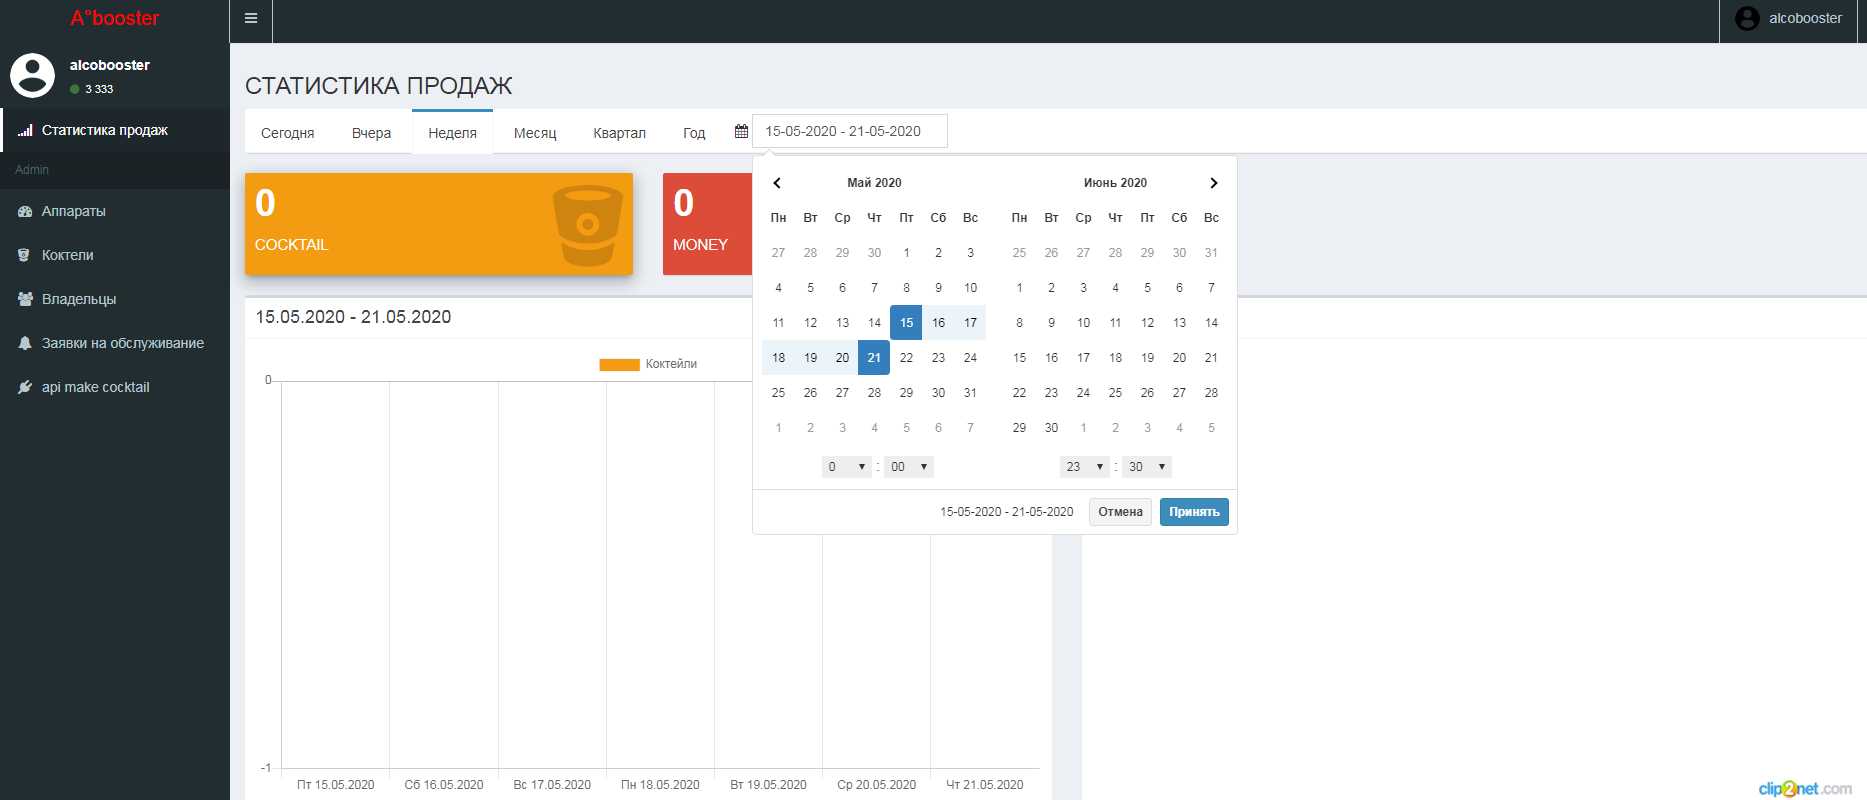 A°booster
alcobooster
alcobooster
3 333
Статистика продаж
Admin
Аппараты
Коктели
Владельцы
Заявки на обслуживание
api make cocktail
СТАТИСТИКА ПРОДАЖ
Сегодня Вчера Неделя Месяц Квартал Год 15-05-2020 - 21-05-2020
0
COCKTAIL
0
MONEY
Май 2020
Пн Вт Ср Чт Пт Сб Вс
27 28 29 30 1 2 3
4 5 6 7 8 9 10
11 12 13 14 15 16 17
18 19 20 21 22 23 24
25 26 27 28 29 30 31
1 2 3 4 5 6 7
0 : 00
Июнь 2020
Пн Вт Ср Чт Пт Сб Вс
25 26 27 28 29 30 31
1 2 3 4 5 6 7
8 9 10 11 12 13 14
15 16 17 18 19 20 21
22 23 24 25 26 27 28
29 30 1 2 3 4 5
23 : 30
15-05-2020 - 21-05-2020 Отмена Принять
15.05.2020 - 21.05.2020
Коктейли
0
-1
Пт 15.05.2020 Сб 16.05.2020 Вс 17.05.2020 Пн 18.05.2020 Вт 19.05.2020 Ср 20.05.2020 Чт 21.05.2020
clip2net.com